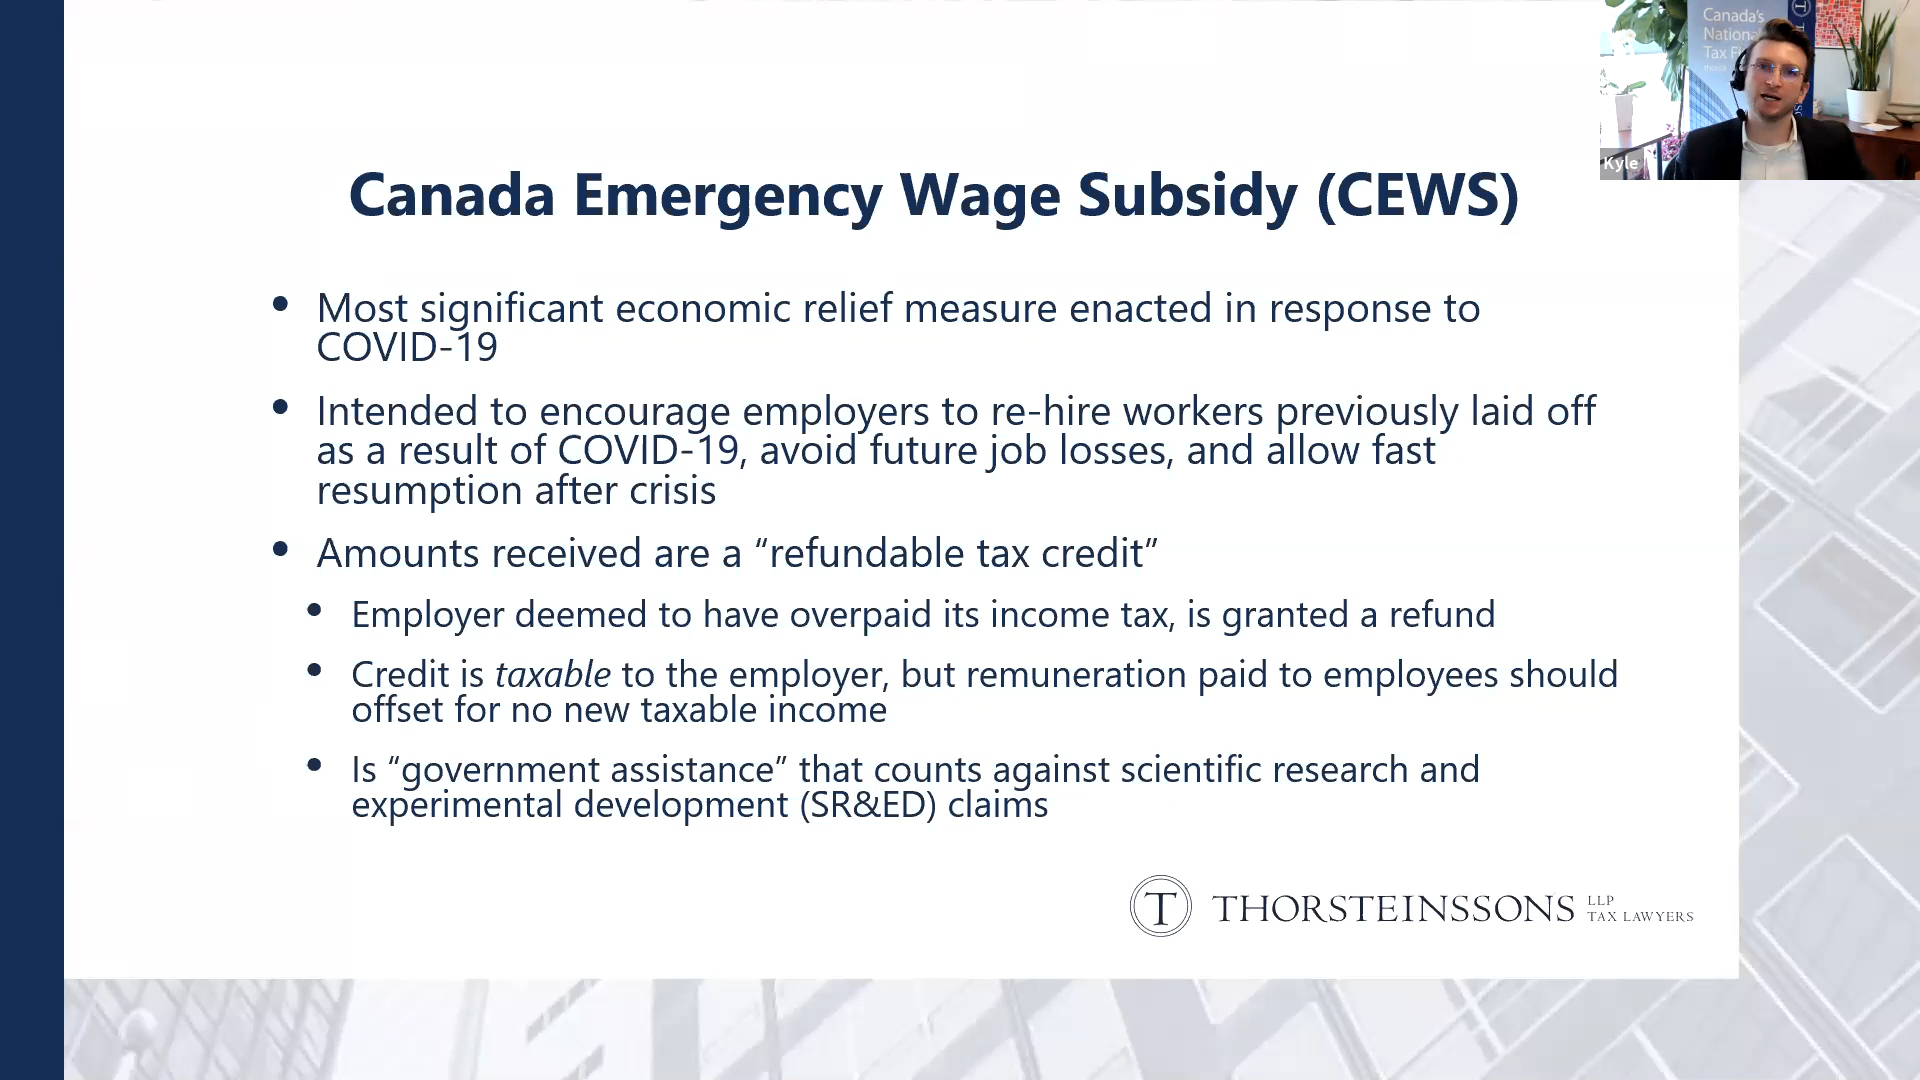 Canada's
National
Tax
Kyle
Canada Emergency Wage Subsidy (CEWS)
• Most significant economic relief measure enacted in response to
COVID-19
• Intended to encourage employers to re-hire workers previously laid off
as a result of COVID-19, avoid future job losses, and allow fast
resumption after crisis
• Amounts received are a “refundable tax credit”
• Employer deemed to have overpaid its income tax, is granted a refund
• Credit is taxable to the employer, but remuneration paid to employees should
offset for no new taxable income
• Is “government assistance” that counts against scientific research and
experimental development (SR&ED) claims
T THORSTEINSSONS LLP
TAX LAWYERS